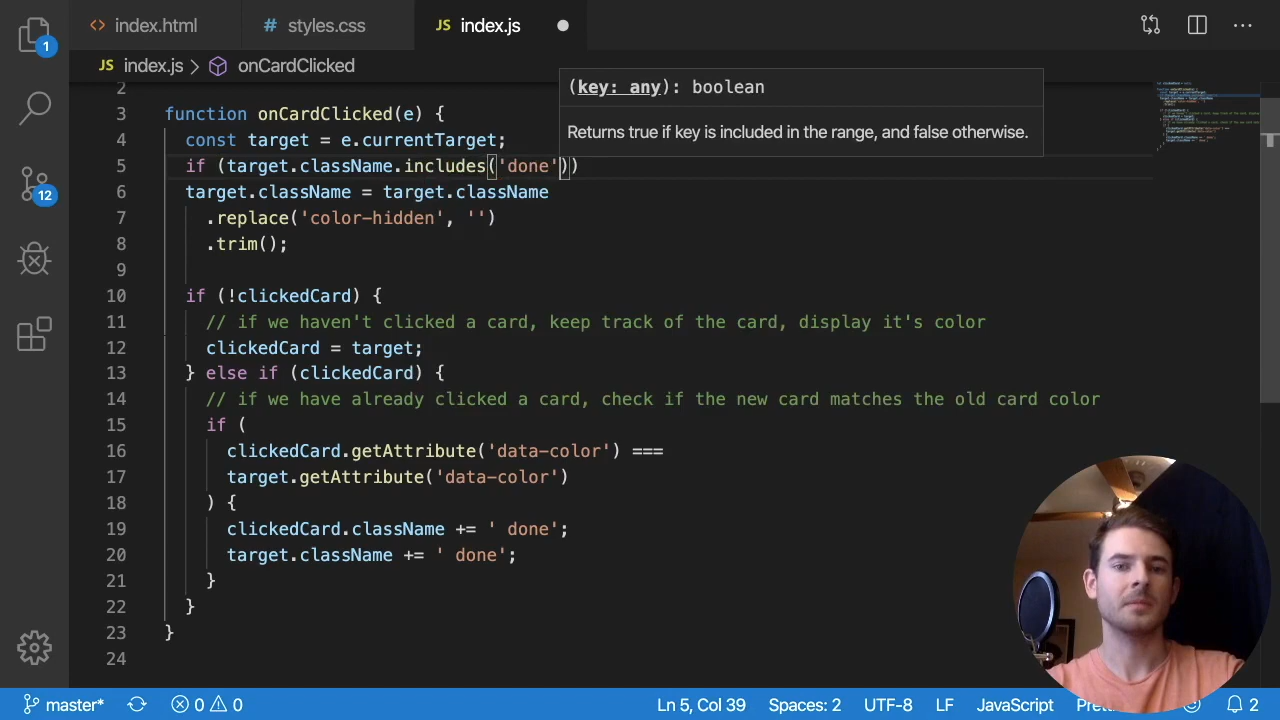 1
12
index.html
styles.css
JS index.js
JS index.js > onCardClicked
(key: any): boolean
Returns true if key is included in the range, and false otherwise.
2
3 function onCardClicked(e) {
4 const target = e.currentTarget;
5 if (target.className.includes('done'))
6 target.className = target.className
7 .replace('color-hidden', '')
8 .trim();
9
10 if (!clickedCard) {
11 // if we haven't clicked a card, keep track of the card, display it's color
12 clickedCard = target;
13 } else if (clickedCard) {
14 // if we have already clicked a card, check if the new card matches the old card color
15 if (
16 clickedCard.getAttribute('data-color') ===
17 target.getAttribute('data-color')
18 ) {
19 clickedCard.className += ' done';
20 target.className += ' done';
21 }
22 }
23 }
24
master* 0 0 Ln 5, Col 39 Spaces: 2 UTF-8 LF JavaScript 2